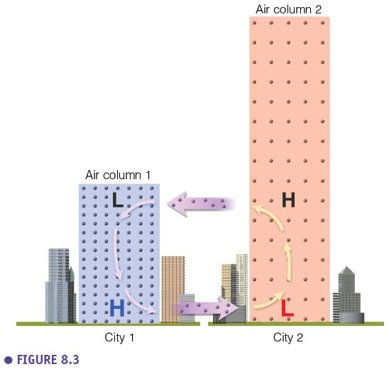 Air column 2
Air column 1
L
H
H
L
City 1
City 2
● FIGURE 8.3